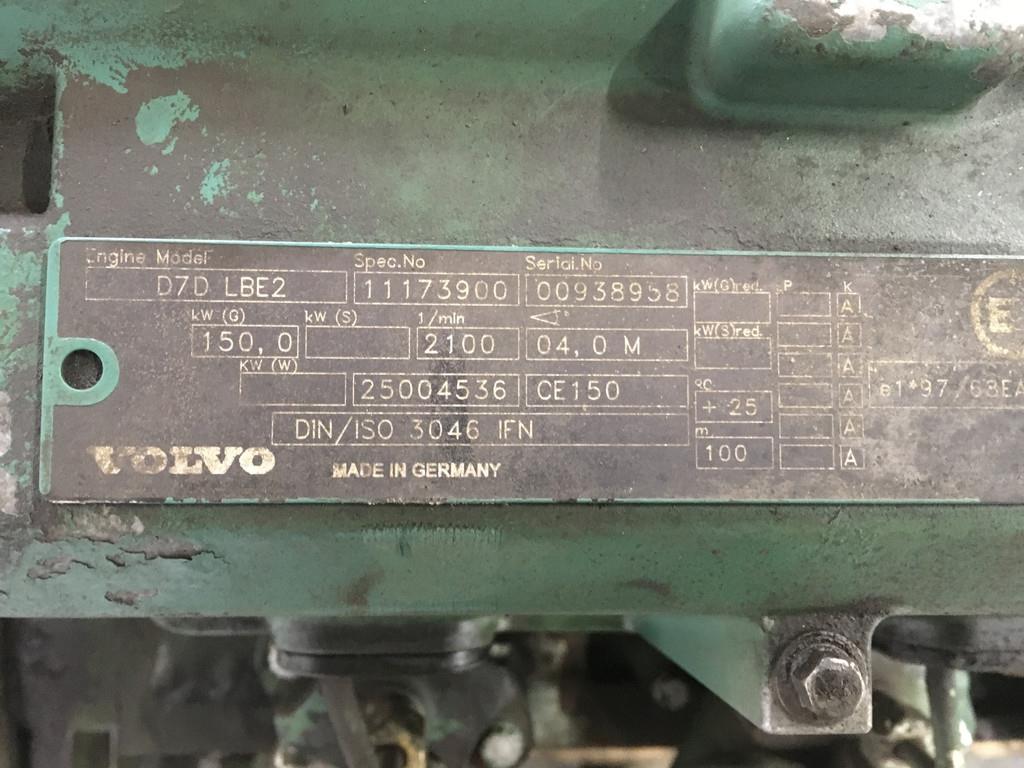 Engine Model Spec.No Serial.No kW(G)red. P K
D7D LBE2 11173900 00938958 A
kW (G) kW (S) 1/min kW(S)red. A
150,0 2100 04,0 M A
KW (W) °C
25004536 CE150 + 25 A e1*97/68EA
DIN/ISO 3046 IFN m A
VOLVO MADE IN GERMANY 100 A
E